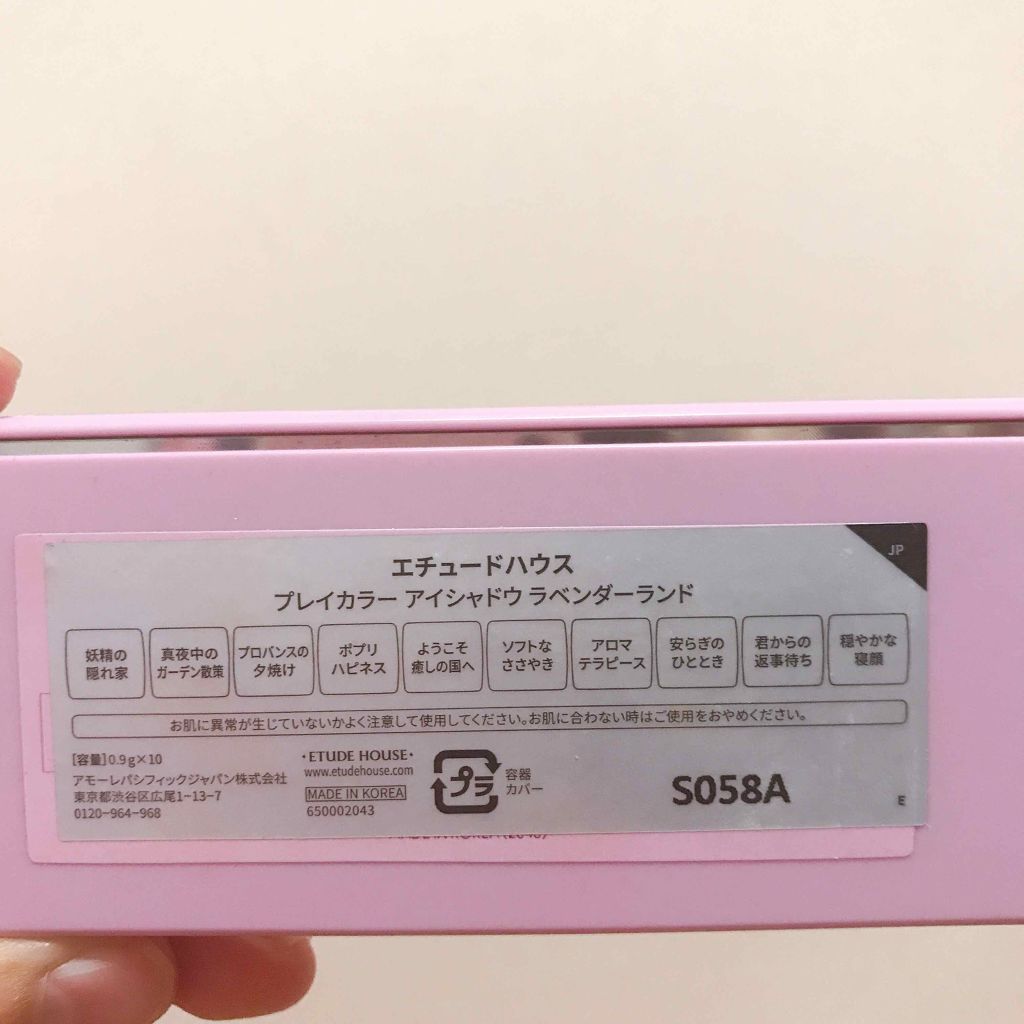 JP
エチュードハウス
プレイカラー アイシャドウ ラベンダーランド
妖精の
隠れ家
真夜中の
ガーデン散策
プロバンスの
夕焼け
ポプリ
ハピネス
ようこそ
癒しの国へ
ソフトな
ささやき
アロマ
テラピース
安らぎの
ひととき
君からの
返事待ち
穏やかな
寝顔
お肌に異常が生じていないかよく注意して使用してください。お肌に合わない時はご使用をおやめください。
[容量]0.9g×10
アモーレパシフィックジャパン株式会社
東京都渋谷区広尾1-13-7
0120-964-968
・ETUDE HOUSE・
www.etudehouse.com
MADE IN KOREA
650002043
プラ
容器
カバー
S058A
E